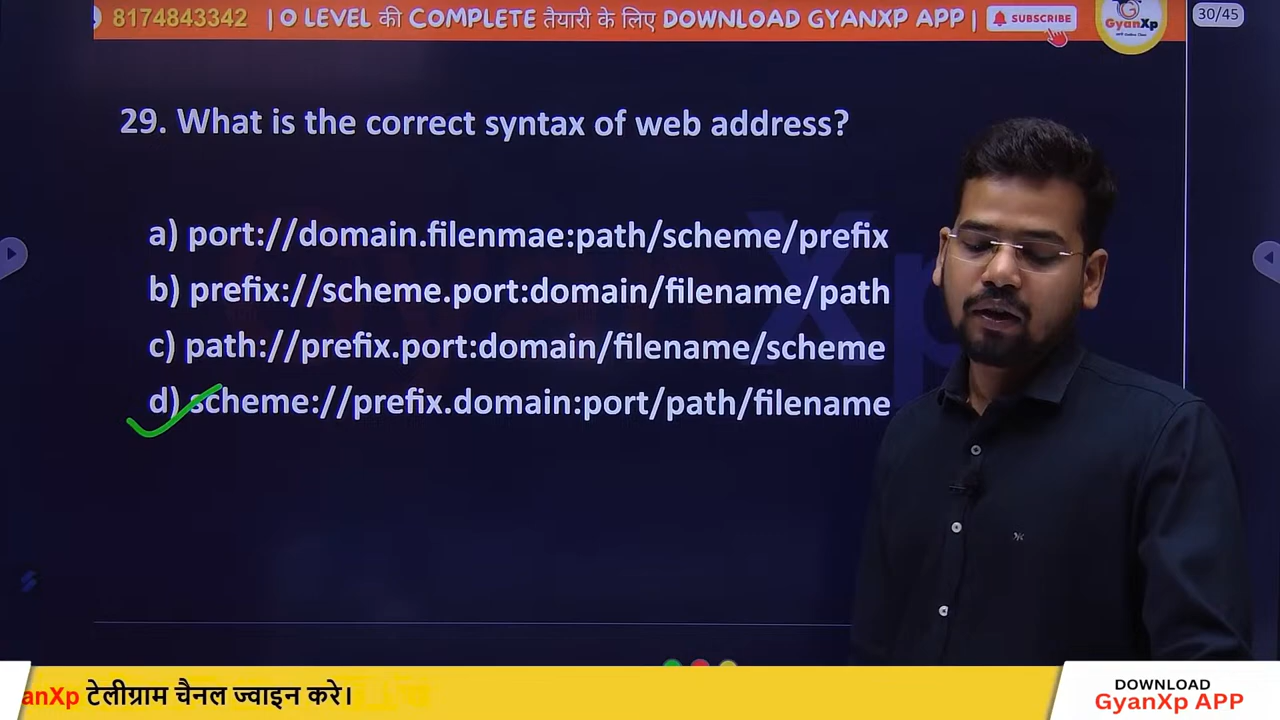 8174843342 | O LEVEL की COMPLETE तैयारी के लिए DOWNLOAD GYANXP APP | SUBSCRIBE
GyanXp
30/45
29. What is the correct syntax of web address?
a) port://domain.filenmae:path/scheme/prefix
b) prefix://scheme.port:domain/filename/path
c) path://prefix.port:domain/filename/scheme
d) scheme://prefix.domain:port/path/filename
anXp टेलीग्राम चैनल ज्वाइन करे।
DOWNLOAD
GyanXp APP